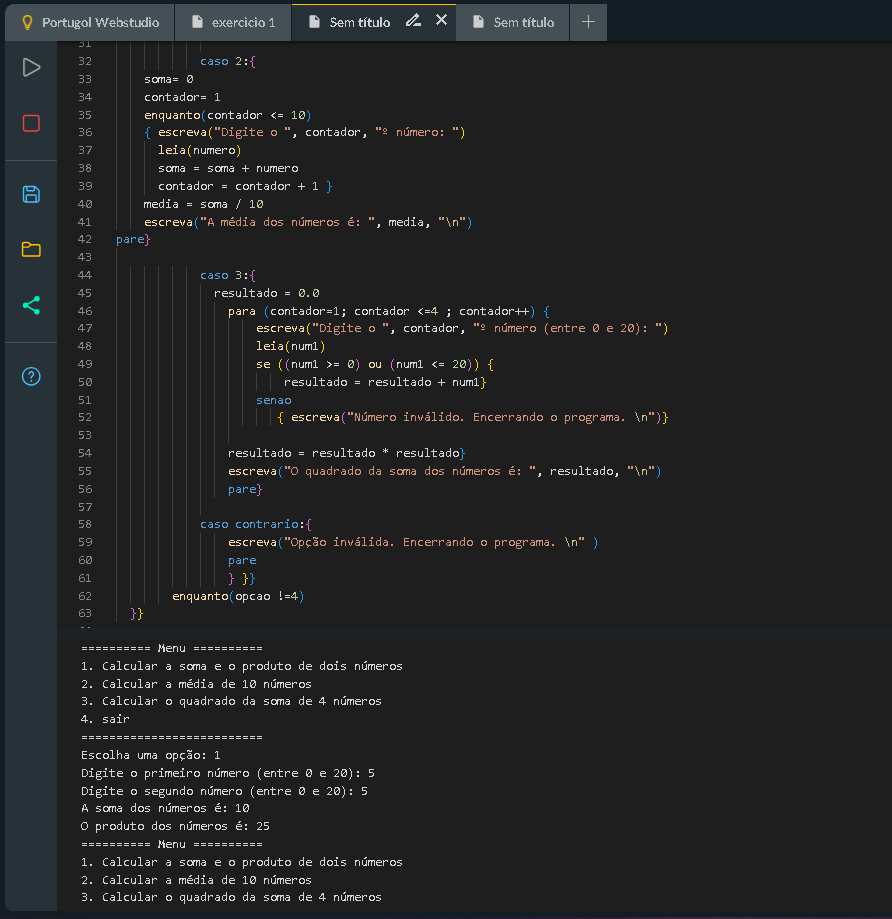 Portugol Webstudio
exercicio 1
Sem título
Sem título
31
32 caso 2:{
33 soma= 0
34 contador= 1
35 enquanto(contador <= 10)
36 { escreva("Digite o ", contador, "º número: ")
37 leia(numero)
38 soma = soma + numero
39 contador = contador + 1 }
40 media = soma / 10
41 escreva("A média dos números é: ", media, "\n")
42 pare}
43
44 caso 3:{
45 resultado = 0.0
46 para (contador=1; contador <=4 ; contador++) {
47 escreva("Digite o ", contador, "º número (entre 0 e 20): ")
48 leia(num1)
49 se ((num1 >= 0) ou (num1 <= 20)) {
50 resultado = resultado + num1}
51 senao
52 { escreva("Número inválido. Encerrando o programa. \n")}
53
54 resultado = resultado * resultado}
55 escreva("O quadrado da soma dos números é: ", resultado, "\n")
56 pare}
57
58 caso contrario:{
59 escreva("Opção inválida. Encerrando o programa. \n" )
60 pare
61 } }}
62 enquanto(opcao !=4)
63 }}
========== Menu ==========
1. Calcular a soma e o produto de dois números
2. Calcular a média de 10 números
3. Calcular o quadrado da soma de 4 números
4. sair
==========================
Escolha uma opção: 1
Digite o primeiro número (entre 0 e 20): 5
Digite o segundo número (entre 0 e 20): 5
A soma dos números é: 10
O produto dos números é: 25
========== Menu ==========
1. Calcular a soma e o produto de dois números
2. Calcular a média de 10 números
3. Calcular o quadrado da soma de 4 números